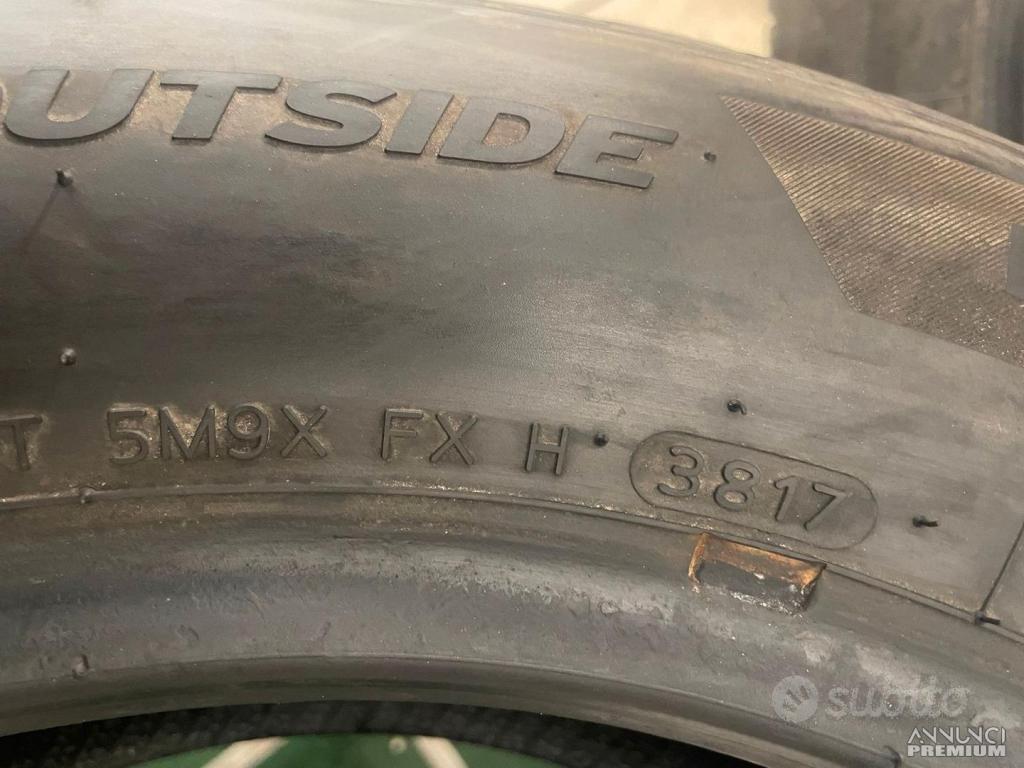 OUTSIDE
T 5M9X FX H 3817
subito
ANNUNCI
PREMIUM